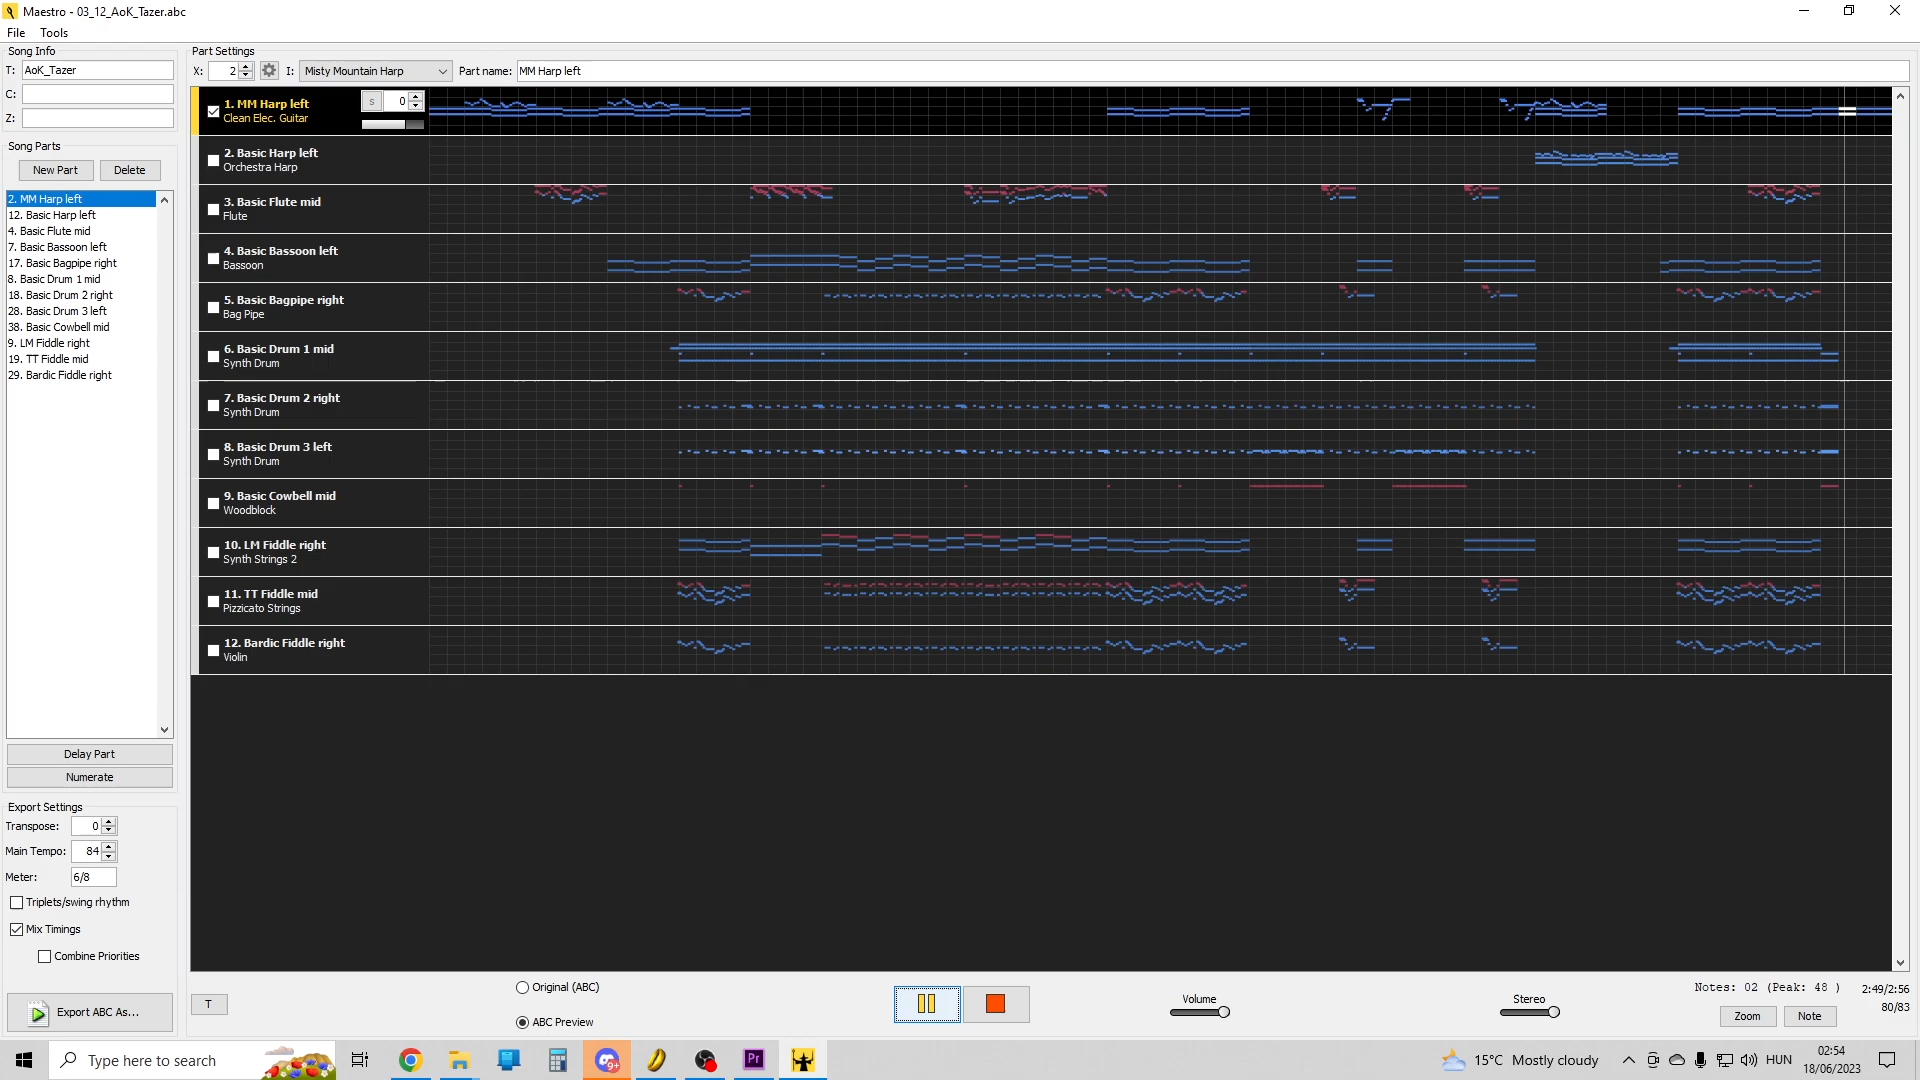 Maestro - 03_12_AoK_Tazer.abc
File Tools
Song Info
T: AoK_Tazer
C:
Z:
Song Parts
New Part Delete
2. MM Harp left
12. Basic Harp left
4. Basic Flute mid
7. Basic Bassoon left
17. Basic Bagpipe right
8. Basic Drum 1 mid
18. Basic Drum 2 right
28. Basic Drum 3 left
38. Basic Cowbell mid
9. LM Fiddle right
19. TT Fiddle mid
29. Bardic Fiddle right
Delay Part
Numerate
Export Settings
Transpose: 0
Main Tempo: 84
Meter: 6/8
Triplets/swing rhythm
Mix Timings
Combine Priorities
Export ABC As...
Part Settings
X: 2 I: Misty Mountain Harp Part name: MM Harp left
1. MM Harp left
Clean Elec. Guitar
s 0
2. Basic Harp left
Orchestra Harp
3. Basic Flute mid
Flute
4. Basic Bassoon left
Bassoon
5. Basic Bagpipe right
Bag Pipe
6. Basic Drum 1 mid
Synth Drum
7. Basic Drum 2 right
Synth Drum
8. Basic Drum 3 left
Synth Drum
9. Basic Cowbell mid
Woodblock
10. LM Fiddle right
Synth Strings 2
11. TT Fiddle mid
Pizzicato Strings
12. Bardic Fiddle right
Violin
T
Original (ABC)
ABC Preview
Volume
Stereo
Notes: 02 (Peak: 48 )
2:49/2:56
80/83
Zoom Note
Type here to search
9+
Pr
15°C Mostly cloudy
HUN
02:54
18/06/2023